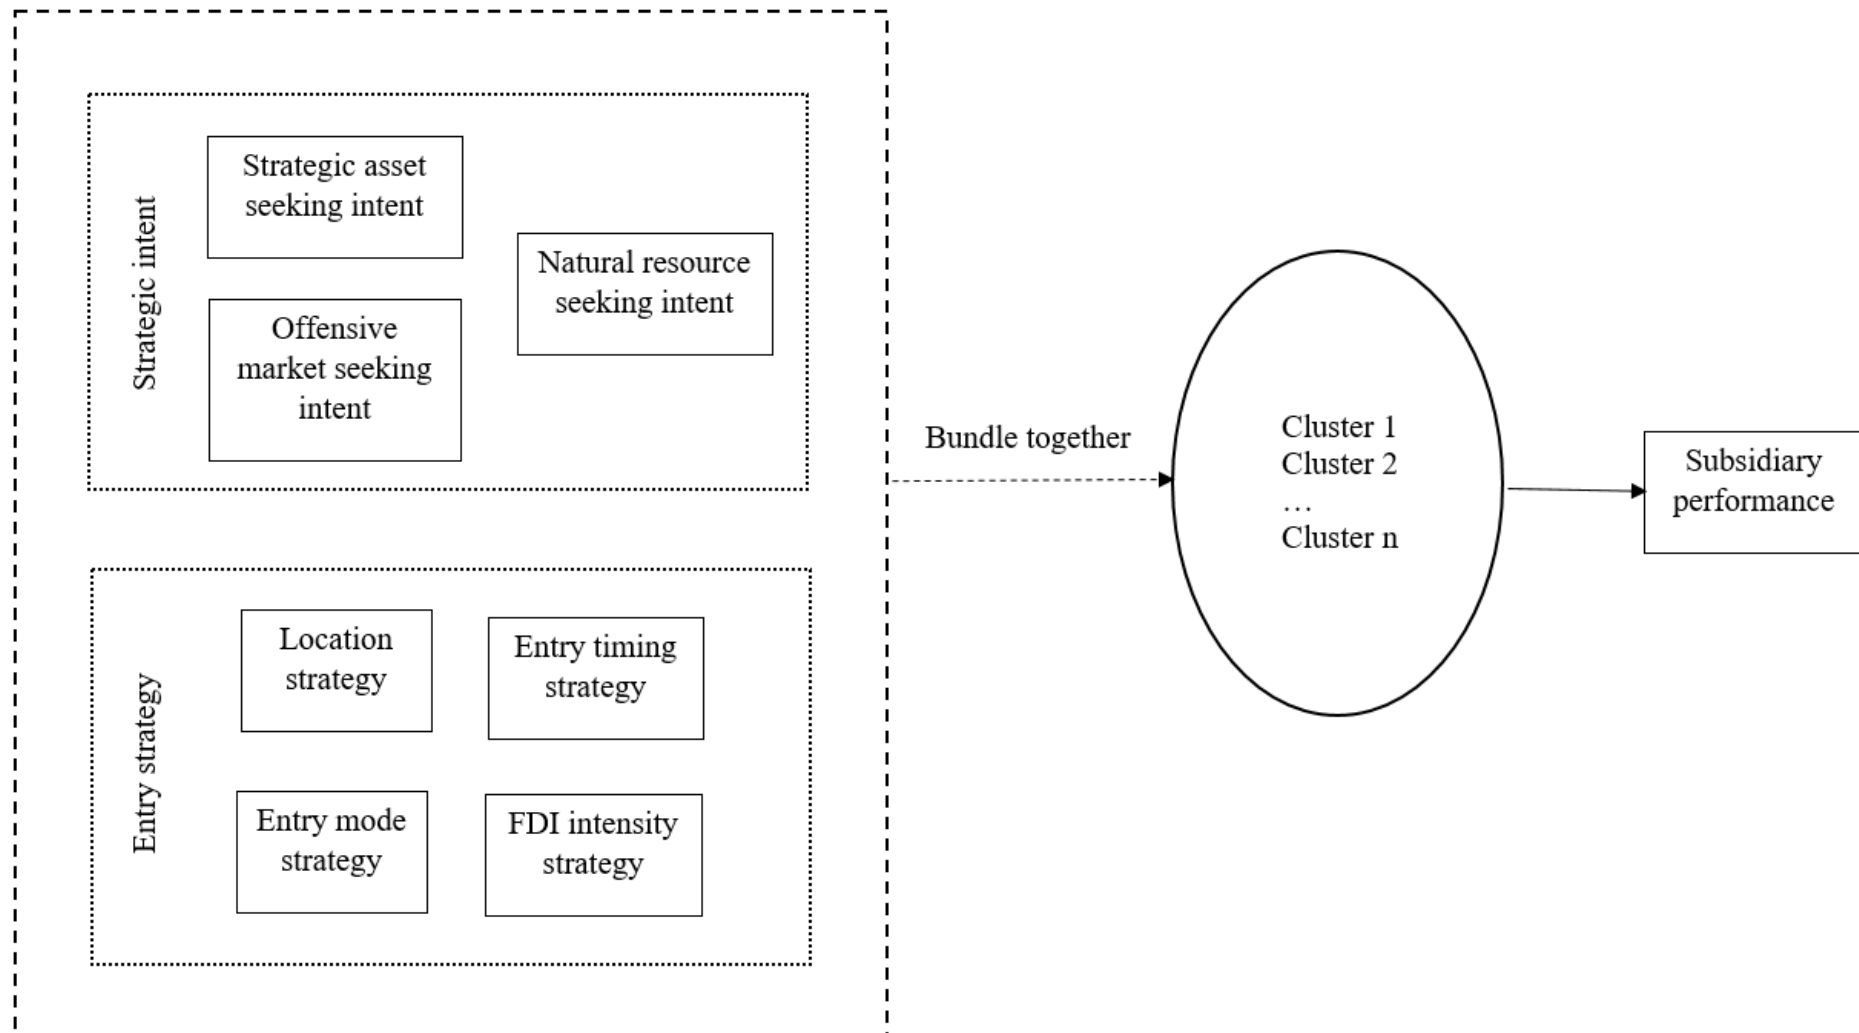 Strategic intent
Strategic asset
seeking intent
Natural resource
seeking intent
Offensive
market seeking
intent
Entry strategy
Location
strategy
Entry timing
strategy
Entry mode
strategy
FDI intensity
strategy
Bundle together
Cluster 1
Cluster 2
…
Cluster n
Subsidiary
performance